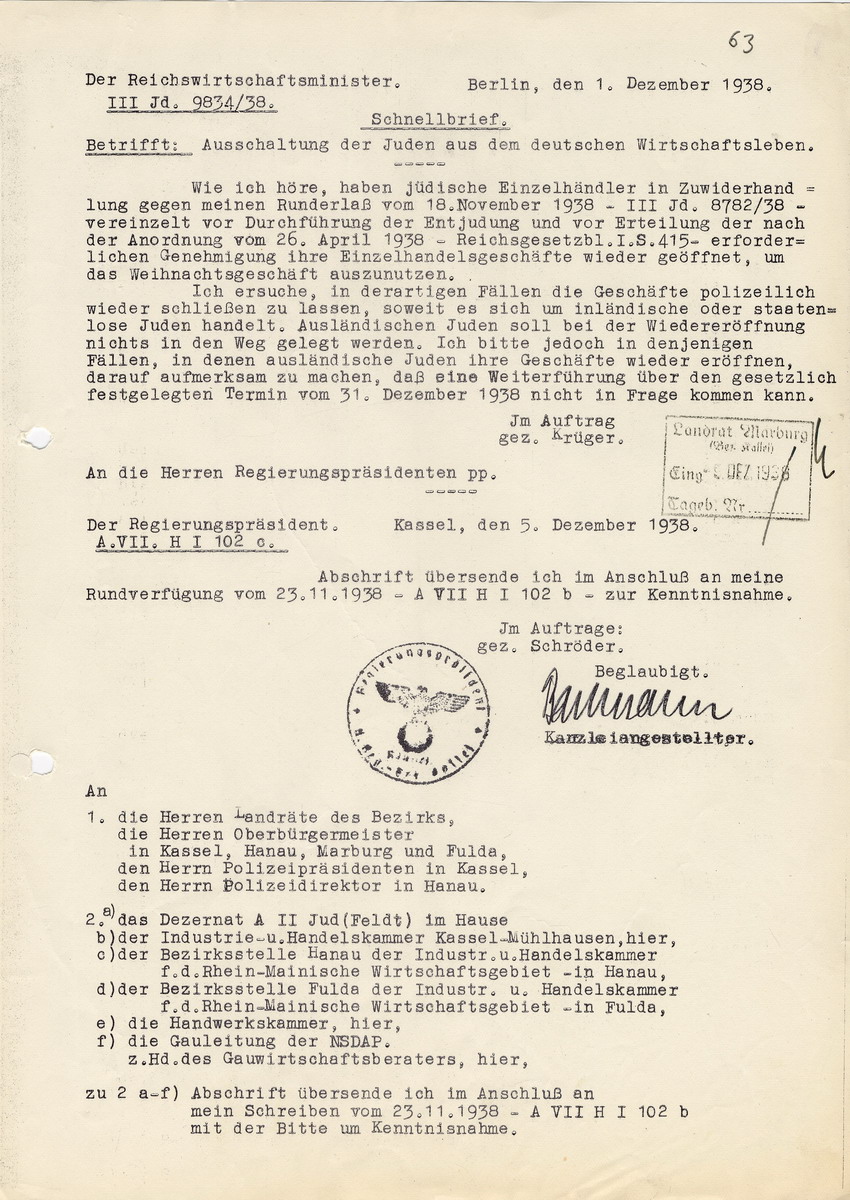 63
Der Reichswirtschaftsminister. Berlin, den 1. Dezember 1938.
III Jd. 9834/38.
Schnellbrief.
Betrifft: Ausschaltung der Juden aus dem deutschen Wirtschaftsleben.
-----
Wie ich höre, haben jüdische Einzelhändler in Zuwiderhand =
lung gegen meinen Runderlaß vom 18.November 1938 - III Jd. 8782/38 -
vereinzelt vor Durchführung der Entjudung und vor Erteilung der nach
der Anordnung vom 26. April 1938 - Reichsgesetzbl.I.S.415- erforder=
lichen Genehmigung ihre Einzelhandelsgeschäfte wieder geöffnet, um
das Weihnachtsgeschäft auszunutzen.
Ich ersuche, in derartigen Fällen die Geschäfte polizeilich
wieder schließen zu lassen, soweit es sich um inländische oder staaten=
lose Juden handelt. Ausländischen Juden soll bei der Wiedereröffnung
nichts in den Weg gelegt werden. Ich bitte jedoch in denjenigen
Fällen, in denen ausländische Juden ihre Geschäfte wieder eröffnen,
darauf aufmerksam zu machen, daß eine Weiterführung über den gesetzlich
festgelegten Termin vom 31. Dezember 1938 nicht in Frage kommen kann.
Jm Auftrag
gez. Krüger.
Landrat Marburg
(Bez. Kassel)
Eing. DEZ. 1938
Tageb. Nr.
An die Herren Regierungspräsidenten pp.
-----
Der Regierungspräsident. Kassel, den 5. Dezember 1938.
A.VII. H I 102 c.
Abschrift übersende ich im Anschluß an meine
Rundverfügung vom 23.11.1938 - A VII H I 102 b - zur Kenntnisnahme.
Jm Auftrage:
gez. Schröder.
Beglaubigt.
Regierungspräsident
Kanzleiangestellter.
An
1. die Herren Landräte des Bezirks,
die Herren Oberbürgermeister
in Kassel, Hanau, Marburg und Fulda,
den Herrn Polizeipräsidenten in Kassel,
den Herrn Polizeidirektor in Hanau.
2.a)das Dezernat A II Jud(Feldt) im Hause
b)der Industrie-u.Handelskammer Kassel-Mühlhausen,hier,
c)der Bezirksstelle Hanau der Industr.u.Handelskammer
f.d.Rhein-Mainische Wirtschaftsgebiet -in Hanau,
d)der Bezirksstelle Fulda der Industr. u. Handelskammer
f.d.Rhein-Mainische Wirtschaftsgebiet -in Fulda,
e) die Handwerkskammer, hier,
f) die Gauleitung der NSDAP.
z.Hd.des Gauwirtschaftsberaters, hier,
zu 2 a-f) Abschrift übersende ich im Anschluß an
mein Schreiben vom 23.11.1938 - A VII H I 102 b
mit der Bitte um Kenntnisnahme.